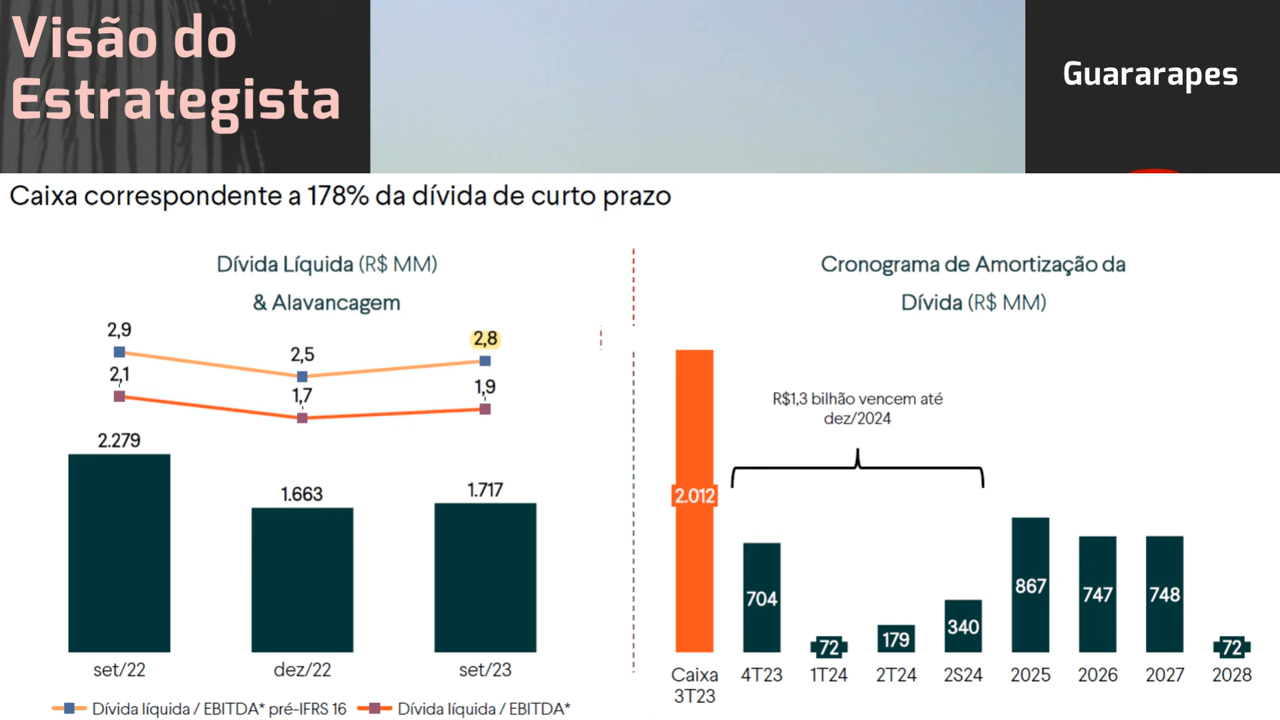 Visão do
Estrategista
Guararapes
Caixa correspondente a 178% da dívida de curto prazo
Dívida Líquida (R$ MM)
& Alavancagem
2,9
2,5
2,8
2,1
1,7
1,9
2.279
1.663
1.717
set/22
dez/22
set/23
Dívida líquida / EBITDA* pré-IFRS 16
Dívida líquida / EBITDA*
Cronograma de Amortização da
Dívida (R$ MM)
R$1,3 bilhão vencem até
dez/2024
2.012
704
72
179
340
867
747
748
72
Caixa
3T23
4T23
1T24
2T24
2S24
2025
2026
2027
2028